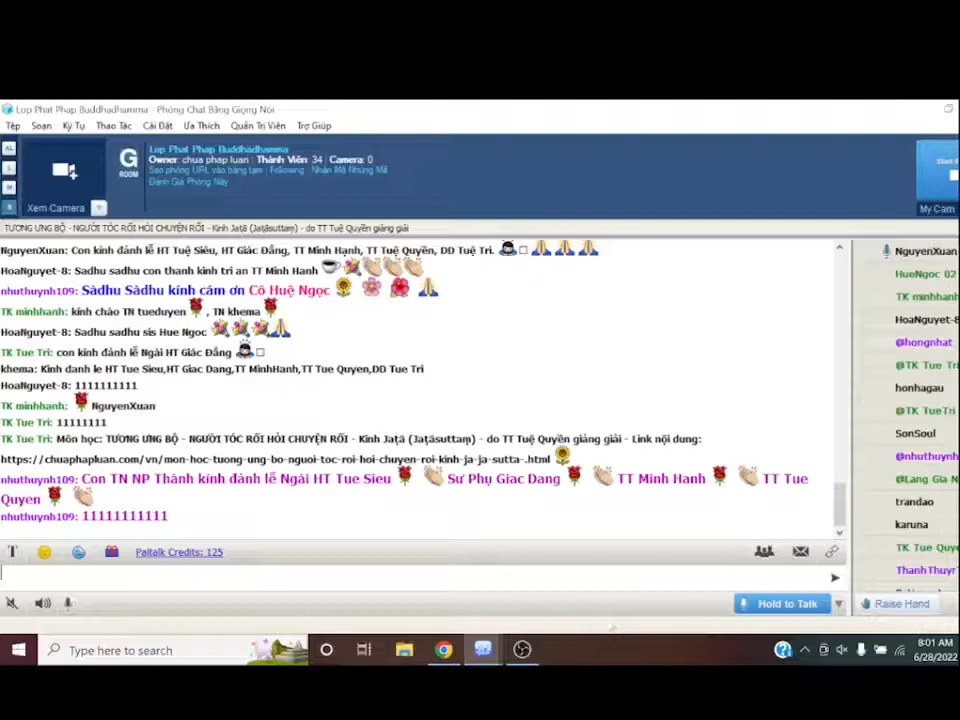 Lop Phat Phap Buddhadhamma - Phòng Chat Bằng Giọng Nói
Tệp Soạn Ký Tự Thao Tác Cài Đặt Ưa Thích Quản Trị Viên Trợ Giúp
Lop Phat Phap Buddhadhamma
Owner: chua phap luan | Thành Viên: 34 | Camera: 0
G ROOM
Sao phỏng URL vào bảng tạm | Following Nhấn Mã Nhúng Mã
Đánh Giá Phòng Này
Start
Xem Camera
My Cam
TƯƠNG ƯNG BỘ - NGƯỜI TÓC RỐI HỎI CHUYỆN RỐI - Kinh Jaṭā (Jaṭāsuttaṃ) - do TT Tuệ Quyền giảng giải
NguyenXuan: Con kính đảnh lễ HT Tuệ Siêu, HT Giác Đẳng, TT Minh Hạnh, TT Tuệ Quyền, DD Tuệ Tri.
HoaNguyet-8: Sadhu sadhu con thanh kinh tri an TT Minh Hanh
nhuthuynh109: Sàdhu Sàdhu kính cám ơn Cô Huệ Ngọc
TK minhhanh: kính chào TN tueduyen , TN khema
HoaNguyet-8: Sadhu sadhu sis Hue Ngoc
TK Tue Tri: con kính đảnh lễ Ngài HT Giác Đẳng
khema: Kinh danh le HT Tue Sieu,HT Giac Dang,TT MinhHanh,TT Tue Quyen,DD Tue Tri
HoaNguyet-8: 1111111111
TK minhhanh: NguyenXuan
TK Tue Tri: 11111111
TK Tue Tri: Môn học: TƯƠNG ƯNG BỘ - NGƯỜI TÓC RỐI HỎI CHUYỆN RỐI - Kinh Jaṭā (Jaṭāsuttaṃ) - do TT Tuệ Quyền giảng giải - Link nội dung:
https://chuaphapluan.com/vn/mon-hoc-tuong-ung-bo-nguoi-toc-roi-hoi-chuyen-roi-kinh-ja-ja-sutta-.html
nhuthuynh109: Con TN NP Thành kính đảnh lễ Ngài HT Tue Sieu Sư Phụ Giac Dang TT Minh Hanh TT Tue
Quyen
nhuthuynh109: 11111111111
NguyenXuan
HueNgoc 02
TK minhhanh
HoaNguyet-8
@hongnhat
@TK Tue Tri
honhagau
@TK TueTri
SonSoul
@nhuthuynh
@Lang Gia N
trandao
karuna
TK Tue Quye
ThanhThuyrT
T Paltalk Credits: 125
Hold to Talk
Raise Hand
Type here to search
8:01 AM
6/28/2022